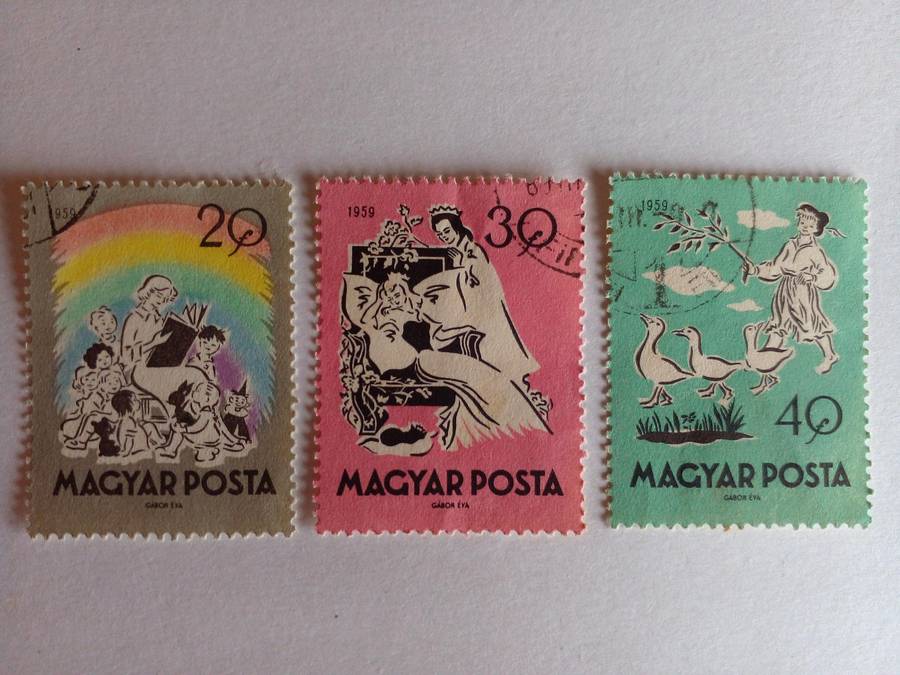 1959
20
MAGYAR POSTA
GÁBOR ÉVA
1959
30
MAGYAR POSTA
GÁBOR ÉVA
1959
40
MAGYAR POSTA
GÁBOR ÉVA